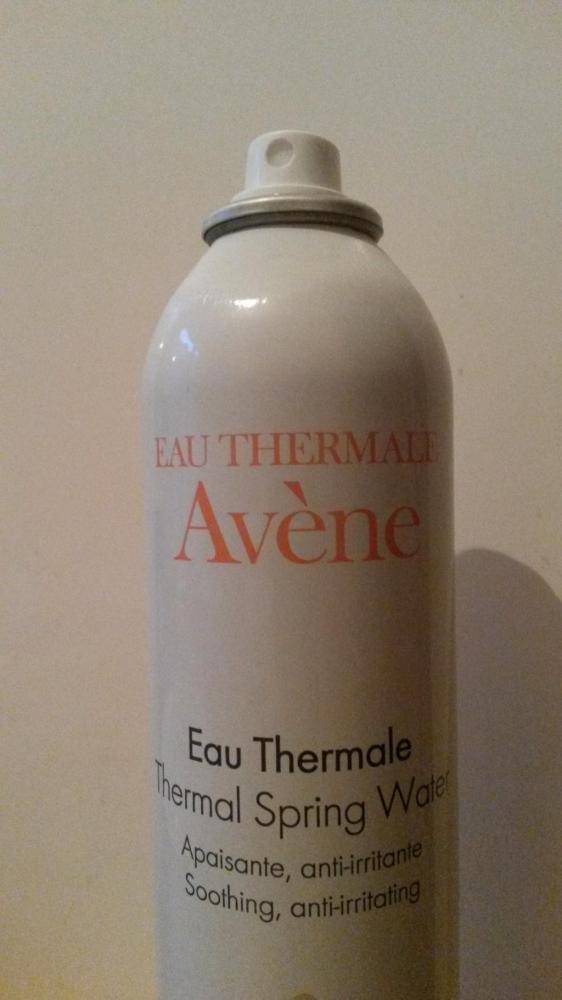 EAU THERMALE
Avène
Eau Thermale
Thermal Spring Water
Apaisante, anti-irritante
Soothing, anti-irritating